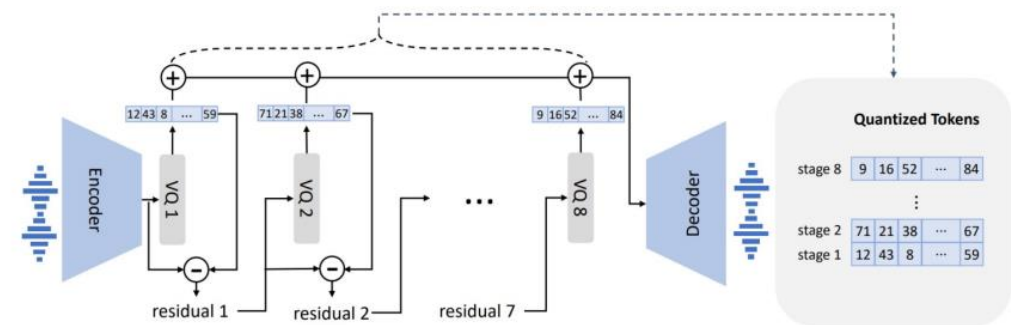 12 43 8 ... 59
71 21 38 ... 67
9 16 52 ... 84
Encoder
VQ 1
VQ 2
...
VQ 8
Decoder
residual 1
residual 2
residual 7
Quantized Tokens
stage 8 9 16 52 ... 84
⋮
stage 2 71 21 38 ... 67
stage 1 12 43 8 ... 59